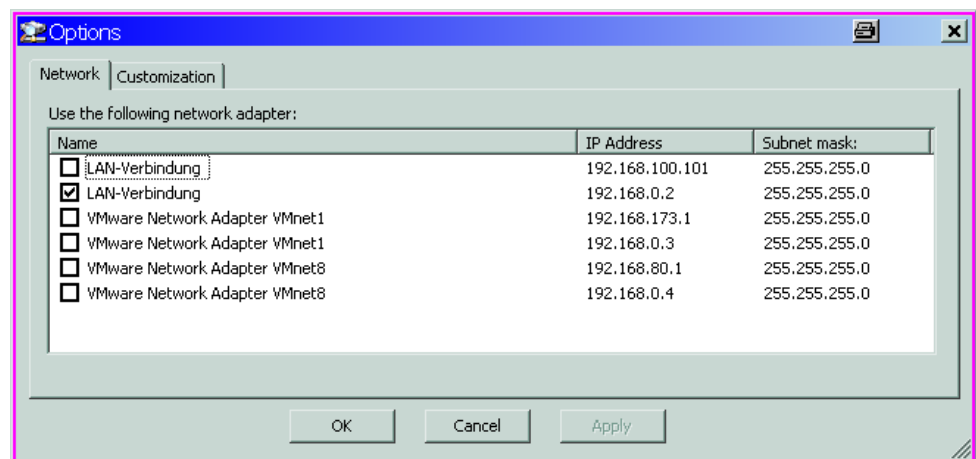 Options
Network Customization
Use the following network adapter:
Name IP Address Subnet mask:
LAN-Verbindung 192.168.100.101 255.255.255.0
LAN-Verbindung 192.168.0.2 255.255.255.0
VMware Network Adapter VMnet1 192.168.173.1 255.255.255.0
VMware Network Adapter VMnet1 192.168.0.3 255.255.255.0
VMware Network Adapter VMnet8 192.168.80.1 255.255.255.0
VMware Network Adapter VMnet8 192.168.0.4 255.255.255.0
OK Cancel Apply